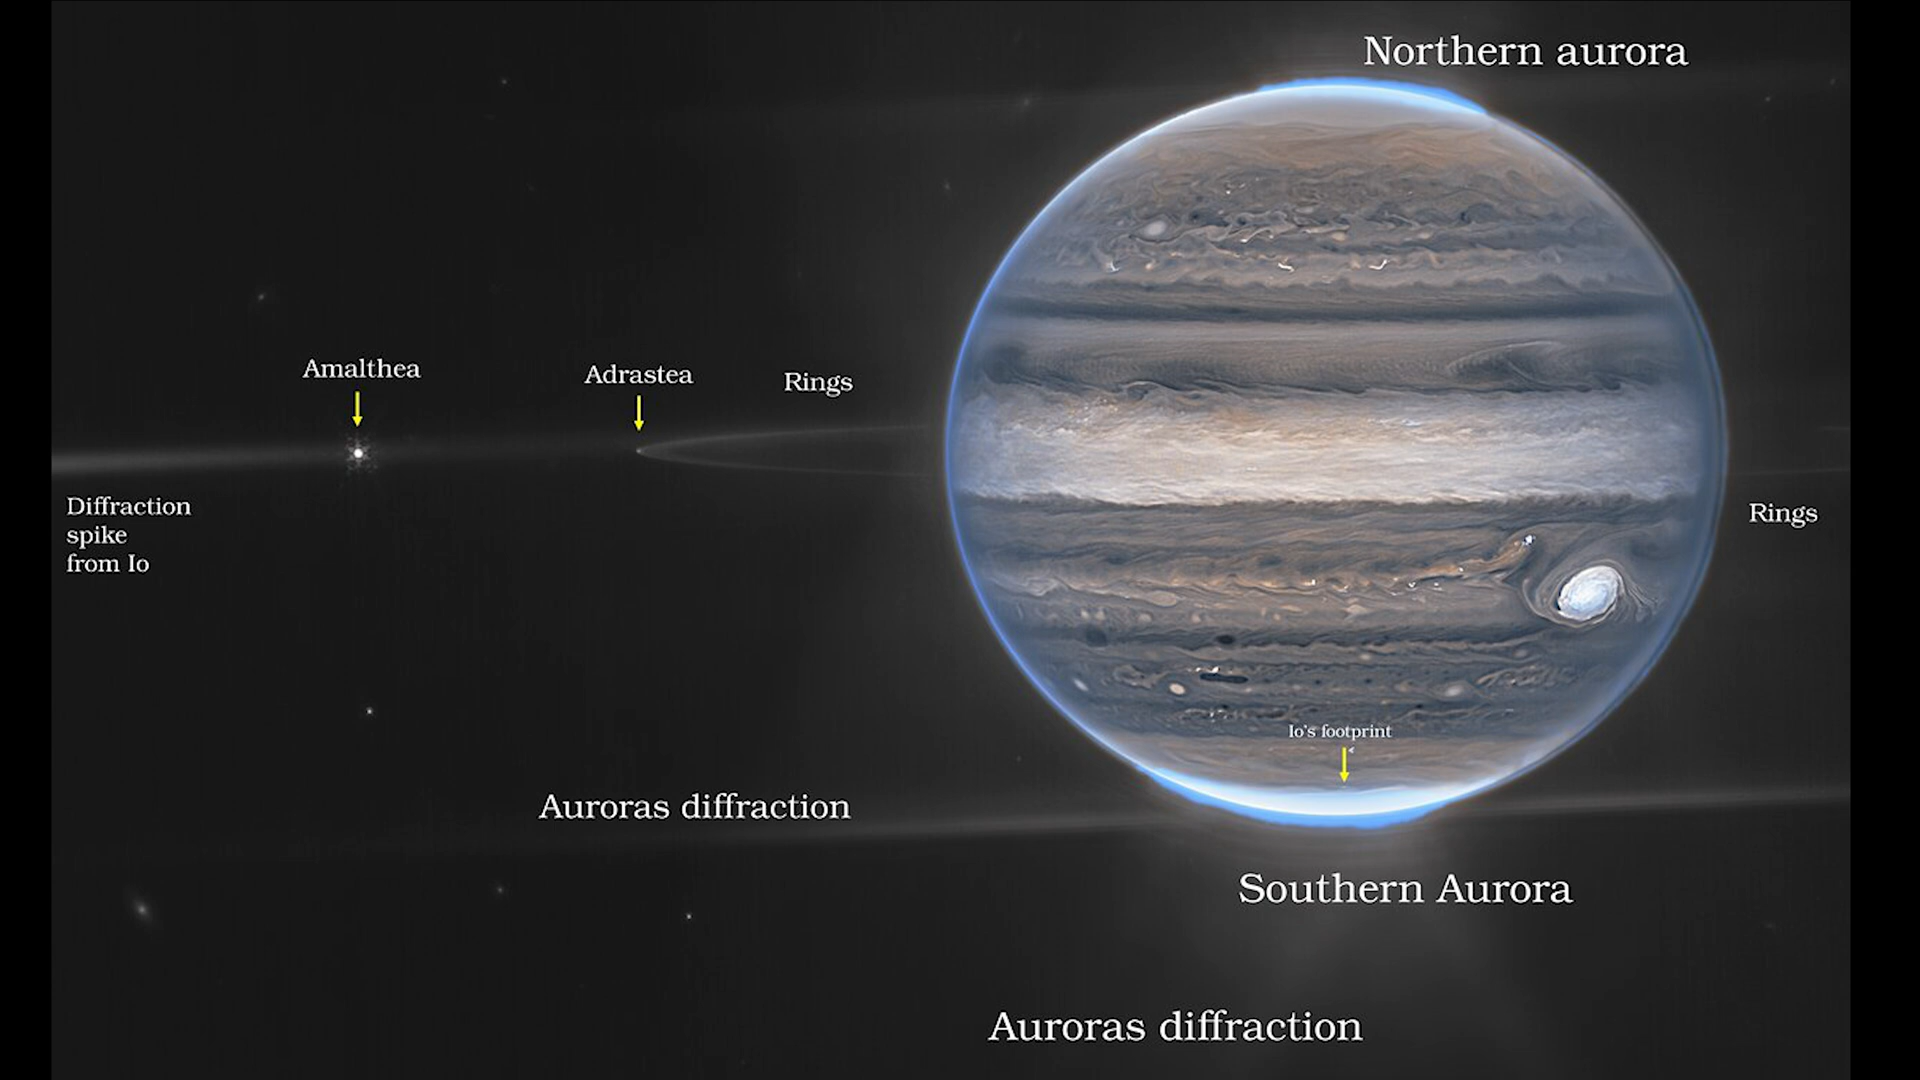 Northern aurora
Amalthea
Adrastea
Rings
Diffraction
spike
from Io
Rings
Io's footprint
Auroras diffraction
Southern Aurora
Auroras diffraction